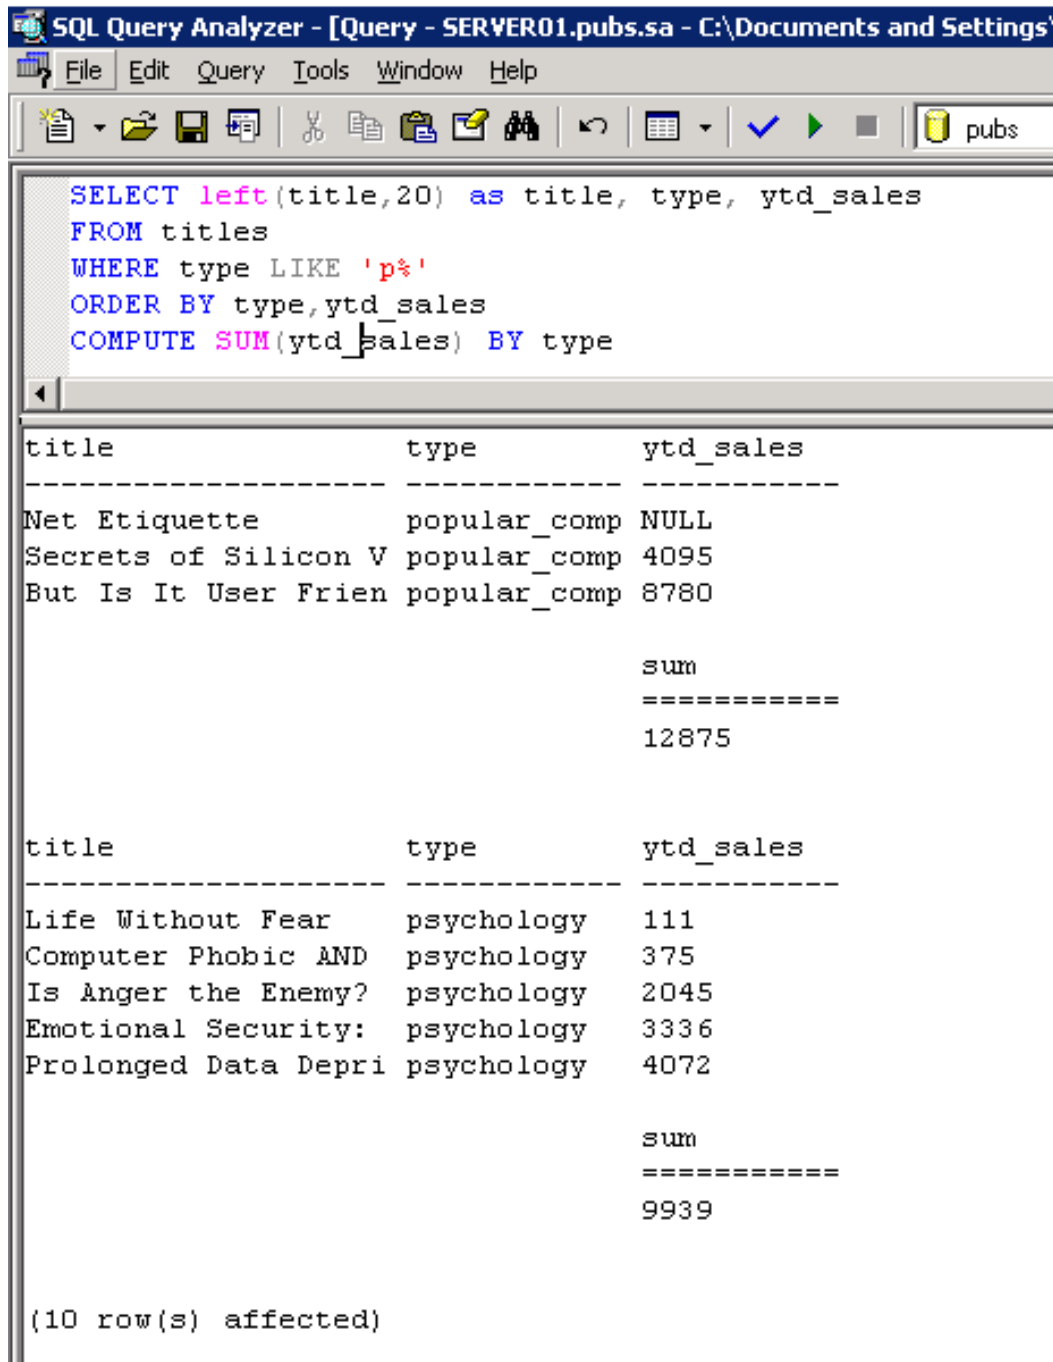 SQL Query Analyzer - [Query - SERVER01.pubs.sa - C:\Documents and Settings\
File Edit Query Tools Window Help
pubs
SELECT left(title,20) as title, type, ytd_sales
FROM titles
WHERE type LIKE 'p%'
ORDER BY type,ytd_sales
COMPUTE SUM(ytd_sales) BY type
title type ytd_sales
-------------------- ------------ -----------
Net Etiquette popular_comp NULL
Secrets of Silicon V popular_comp 4095
But Is It User Frien popular_comp 8780
sum
===========
12875
title type ytd_sales
-------------------- ------------ -----------
Life Without Fear psychology 111
Computer Phobic AND psychology 375
Is Anger the Enemy? psychology 2045
Emotional Security: psychology 3336
Prolonged Data Depri psychology 4072
sum
===========
9939
(10 row(s) affected)